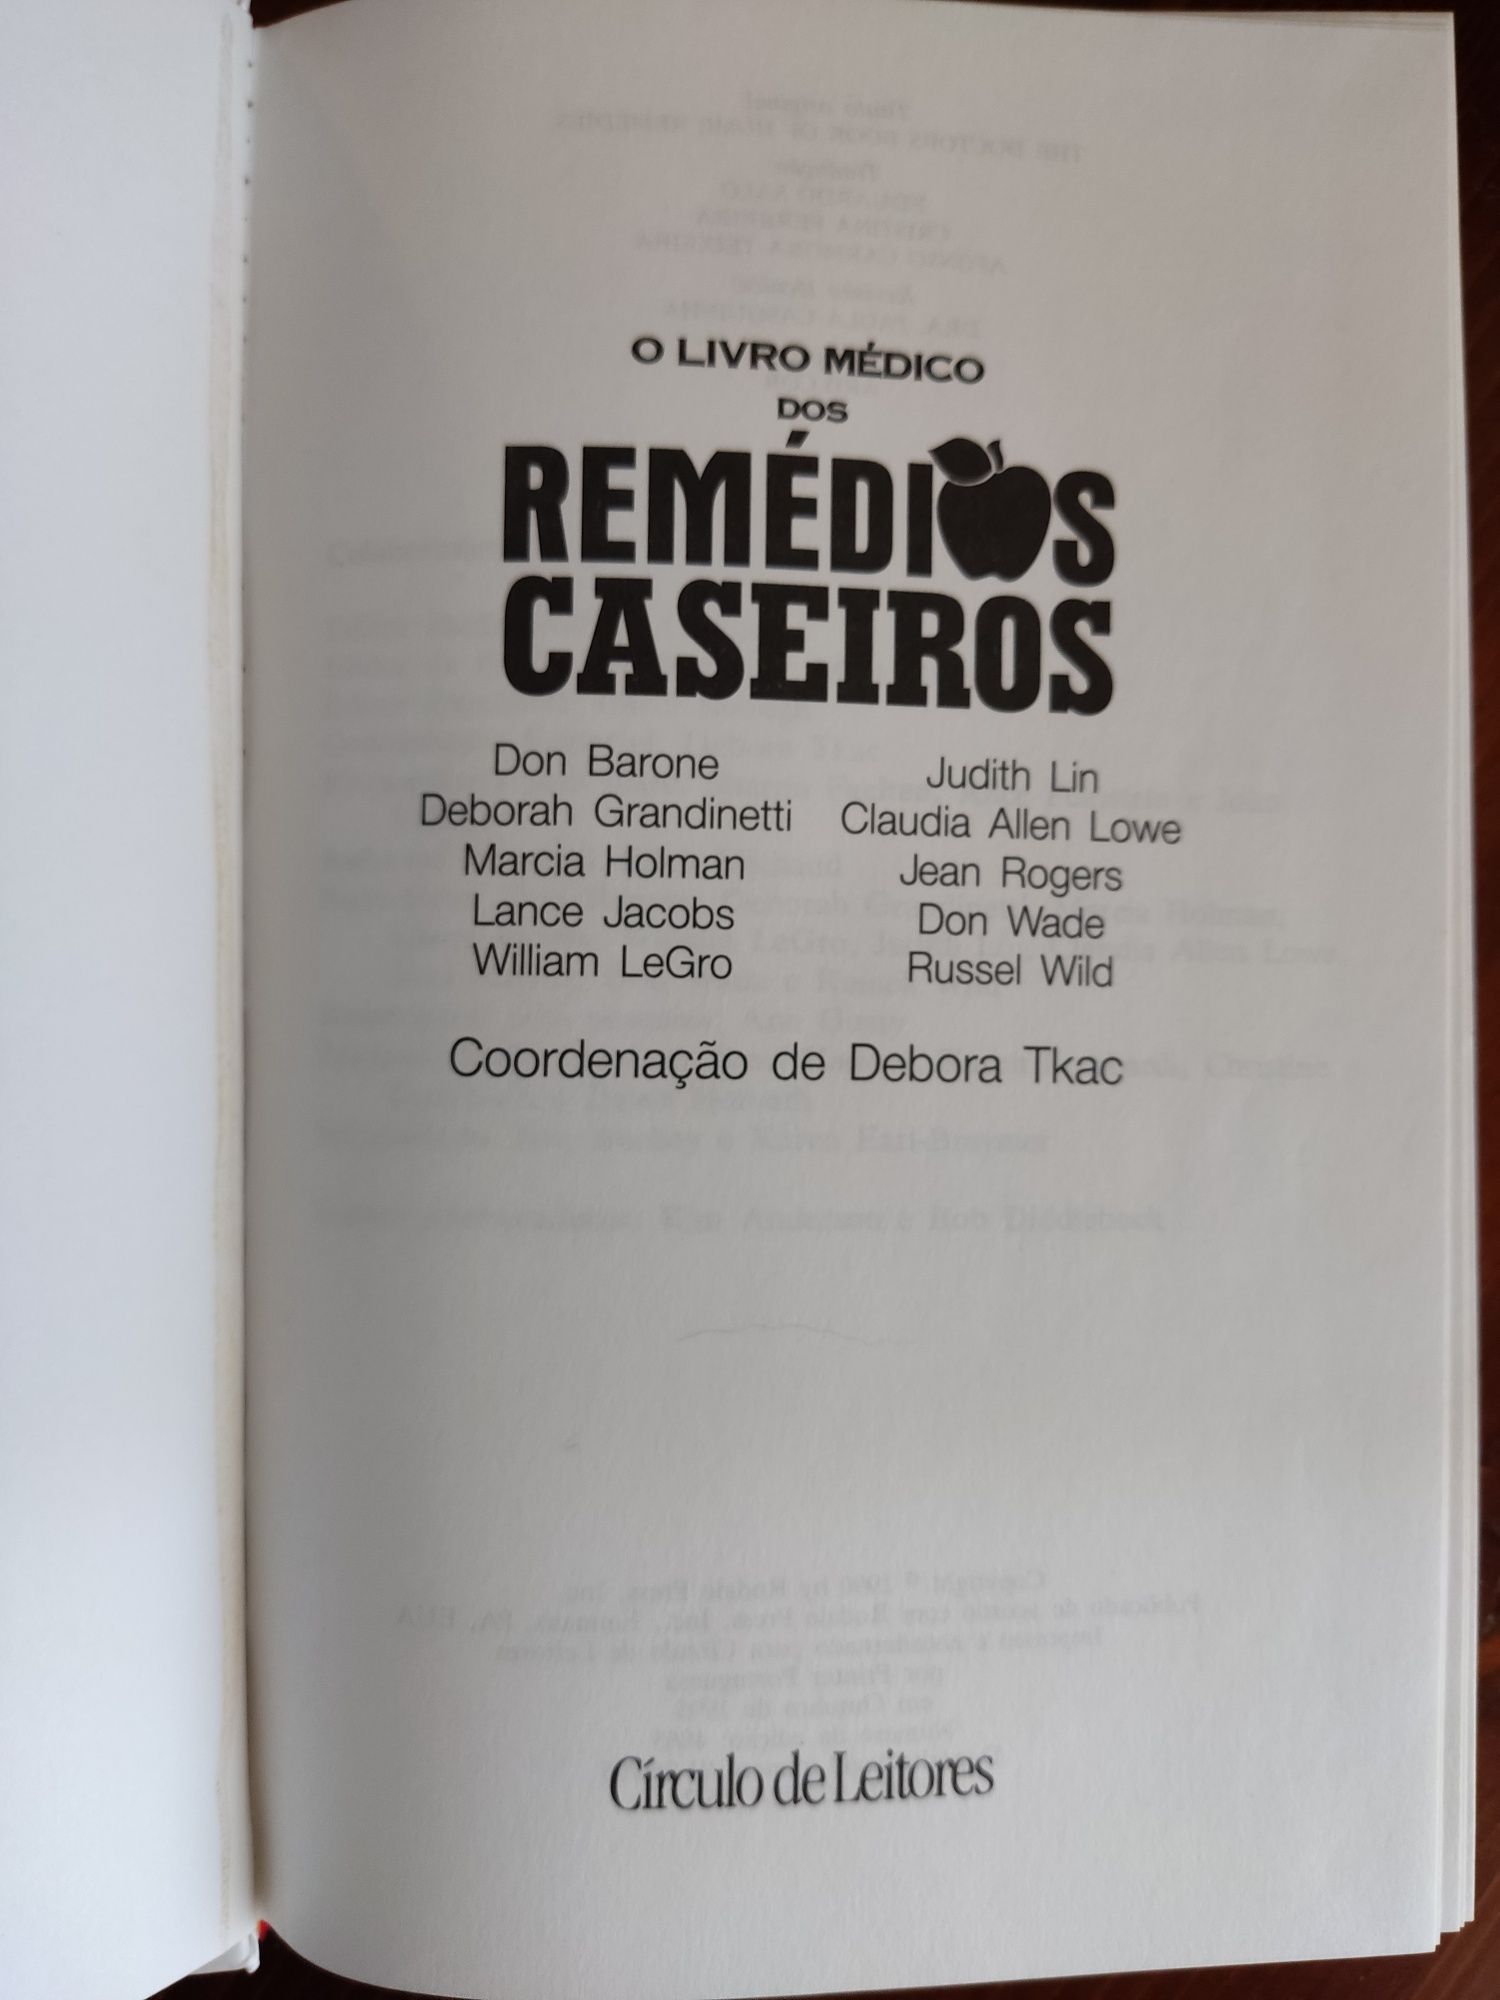 O LIVRO MÉDICO
DOS
REMÉDIOS
CASEIROS
Don Barone
Deborah Grandinetti
Marcia Holman
Lance Jacobs
William LeGro
Judith Lin
Claudia Allen Lowe
Jean Rogers
Don Wade
Russel Wild
Coordenação de Debora Tkac
Círculo de Leitores